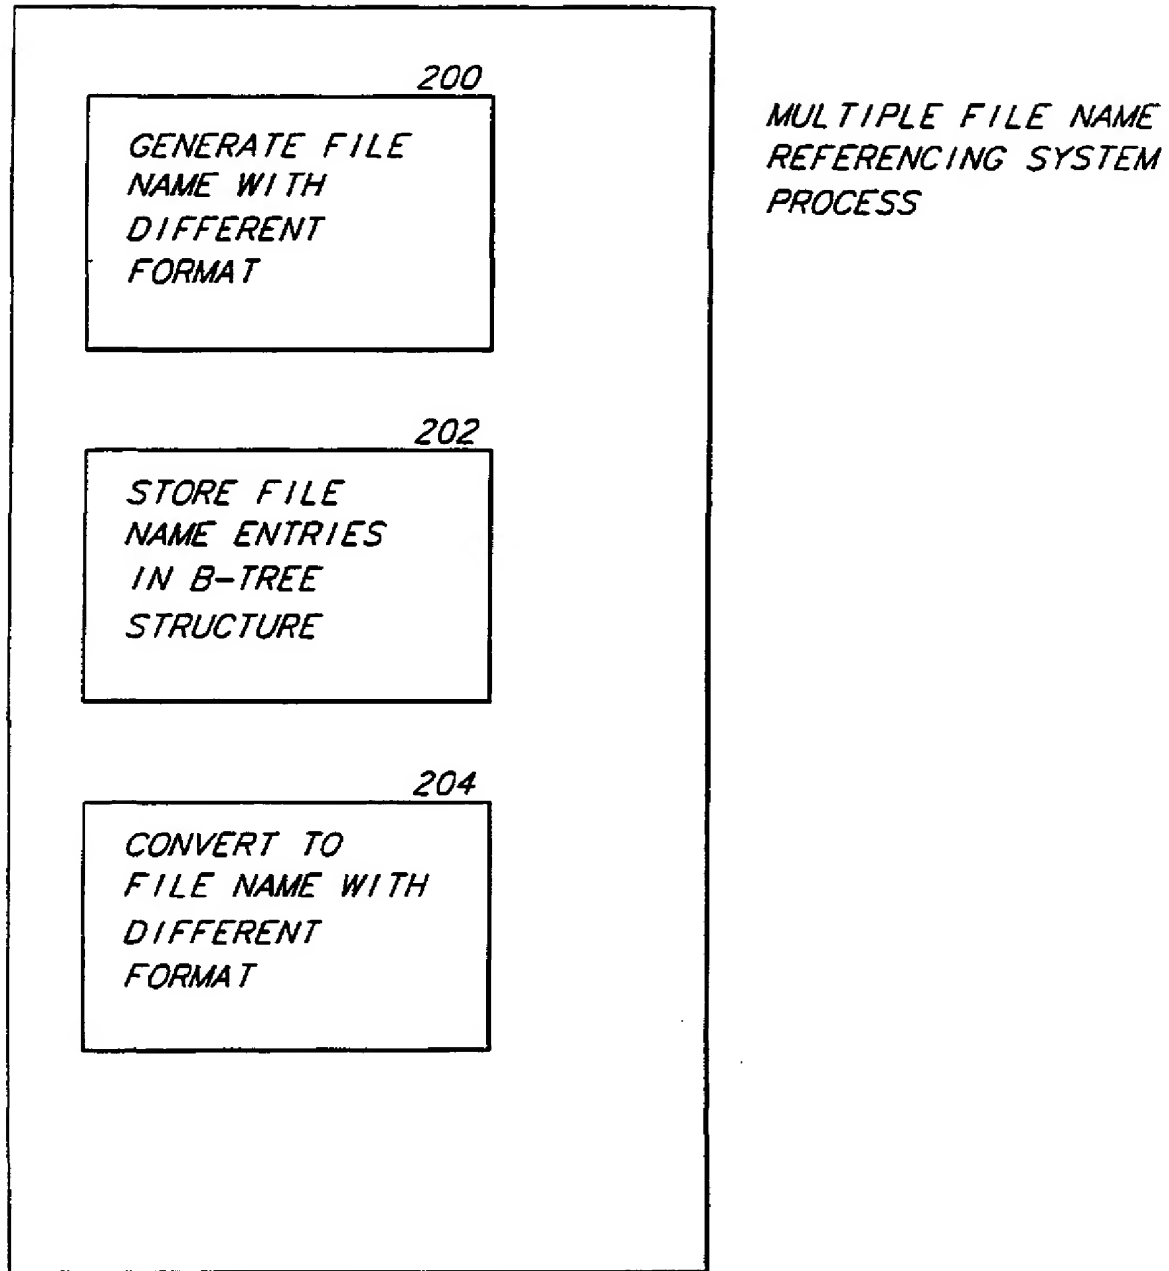 200
GENERATE FILE
NAME WITH
DIFFERENT
FORMAT
MULTIPLE FILE NAME
REFERENCING SYSTEM
PROCESS
202
STORE FILE
NAME ENTRIES
IN B-TREE
STRUCTURE
204
CONVERT TO
FILE NAME WITH
DIFFERENT
FORMAT